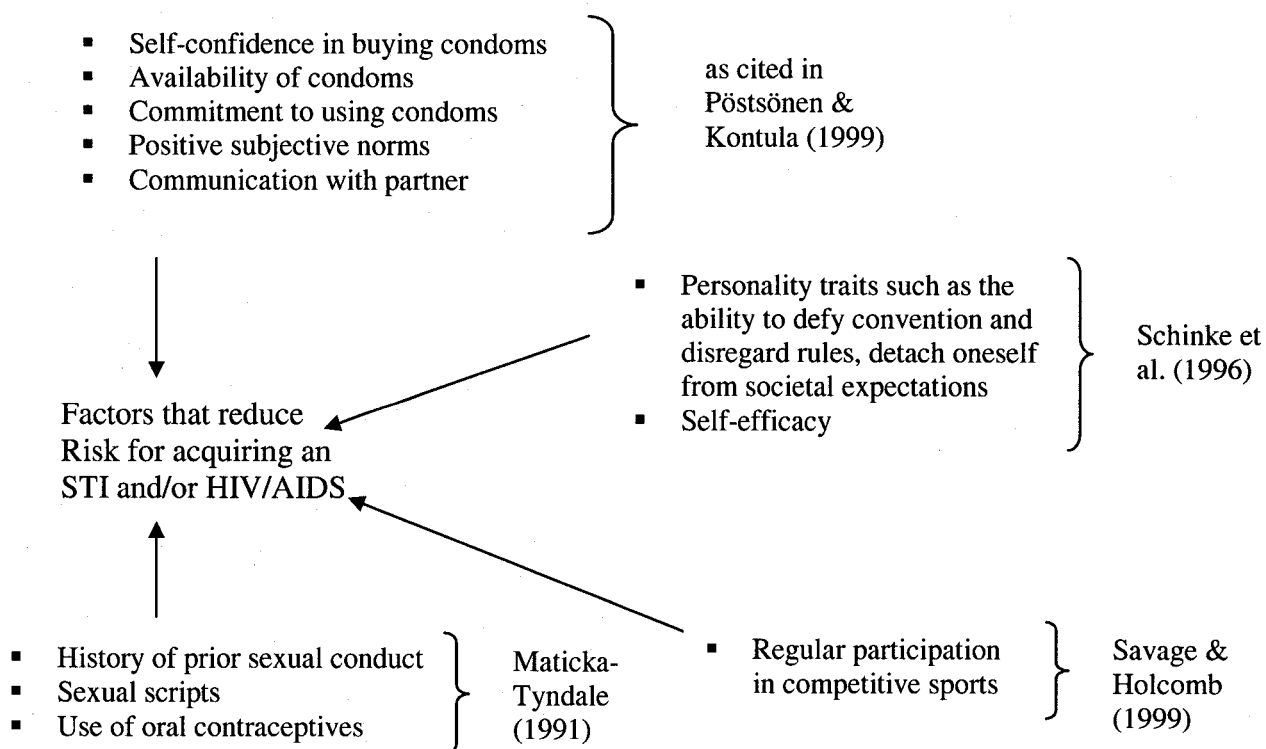 ▪ Self-confidence in buying condoms
▪ Availability of condoms
▪ Commitment to using condoms
▪ Positive subjective norms
▪ Communication with partner
as cited in
Pöstsönen &
Kontula (1999)
▪ Personality traits such as the
ability to defy convention and
disregard rules, detach oneself
from societal expectations
▪ Self-efficacy
Schinke et
al. (1996)
Factors that reduce
Risk for acquiring an
STI and/or HIV/AIDS
▪ History of prior sexual conduct
▪ Sexual scripts
▪ Use of oral contraceptives
Maticka-
Tyndale
(1991)
▪ Regular participation
in competitive sports
Savage &
Holcomb
(1999)